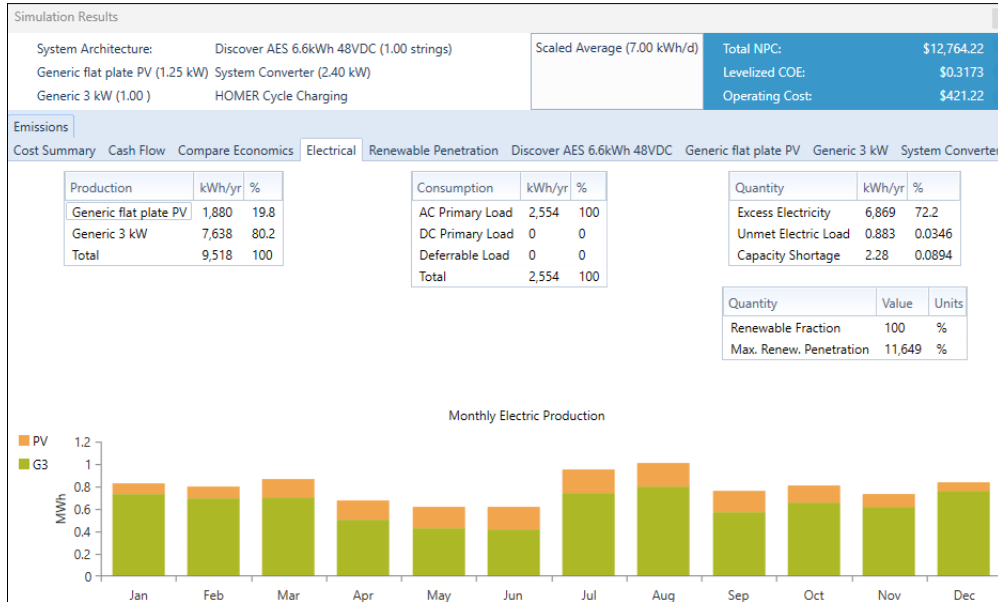 Simulation Results
System Architecture: Discover AES 6.6kWh 48VDC (1.00 strings) Scaled Average (7.00 kWh/d) Total NPC: $12,764.22
Generic flat plate PV (1.25 kW) System Converter (2.40 kW) Levelized COE: $0.3173
Generic 3 kW (1.00 ) HOMER Cycle Charging Operating Cost: $421.22
Emissions
Cost Summary Cash Flow Compare Economics Electrical Renewable Penetration Discover AES 6.6kWh 48VDC Generic flat plate PV Generic 3 kW System Converter
Production kWh/yr % Consumption kWh/yr % Quantity kWh/yr %
Generic flat plate PV 1,880 19.8 AC Primary Load 2,554 100 Excess Electricity 6,869 72.2
Generic 3 kW 7,638 80.2 DC Primary Load 0 0 Unmet Electric Load 0.883 0.0346
Total 9,518 100 Deferrable Load 0 0 Capacity Shortage 2.28 0.0894
Total 2,554 100
Quantity Value Units
Renewable Fraction 100 %
Max. Renew. Penetration 11,649 %
Monthly Electric Production
PV
G3
MWh
1.2
1
0.8
0.6
0.4
0.2
0
Jan Feb Mar Apr May Jun Jul Aug Sep Oct Nov Dec